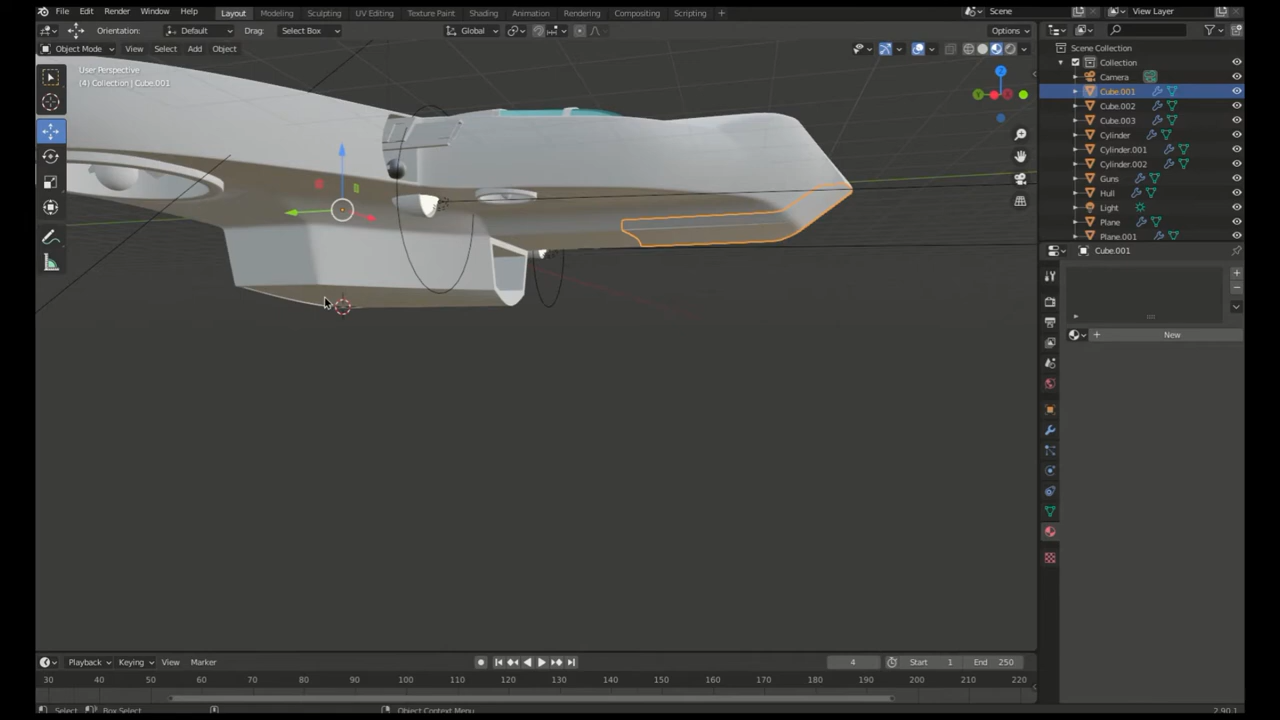 File Edit Render Window Help Layout Modeling Sculpting UV Editing Texture Paint Shading Animation Rendering Compositing Scripting + Scene View Layer
Orientation: Default Drag: Select Box Global Options
Object Mode View Select Add Object
User Perspective
(4) Collection | Cube.001
X
Y
Z
Scene Collection
Collection
Camera
Cube.001
Cube.002
Cube.003
Cylinder
Cylinder.001
Cylinder.002
Guns
Hull
Light
Plane
Plane.001
Cube.001
+ New
Playback Keying View Marker 4 Start 1 End 250
30 40 50 60 70 80 90 100 110 120 130 140 150 160 170 180 190 200 210 220
Select Box Select Object Context Menu 2.90.1